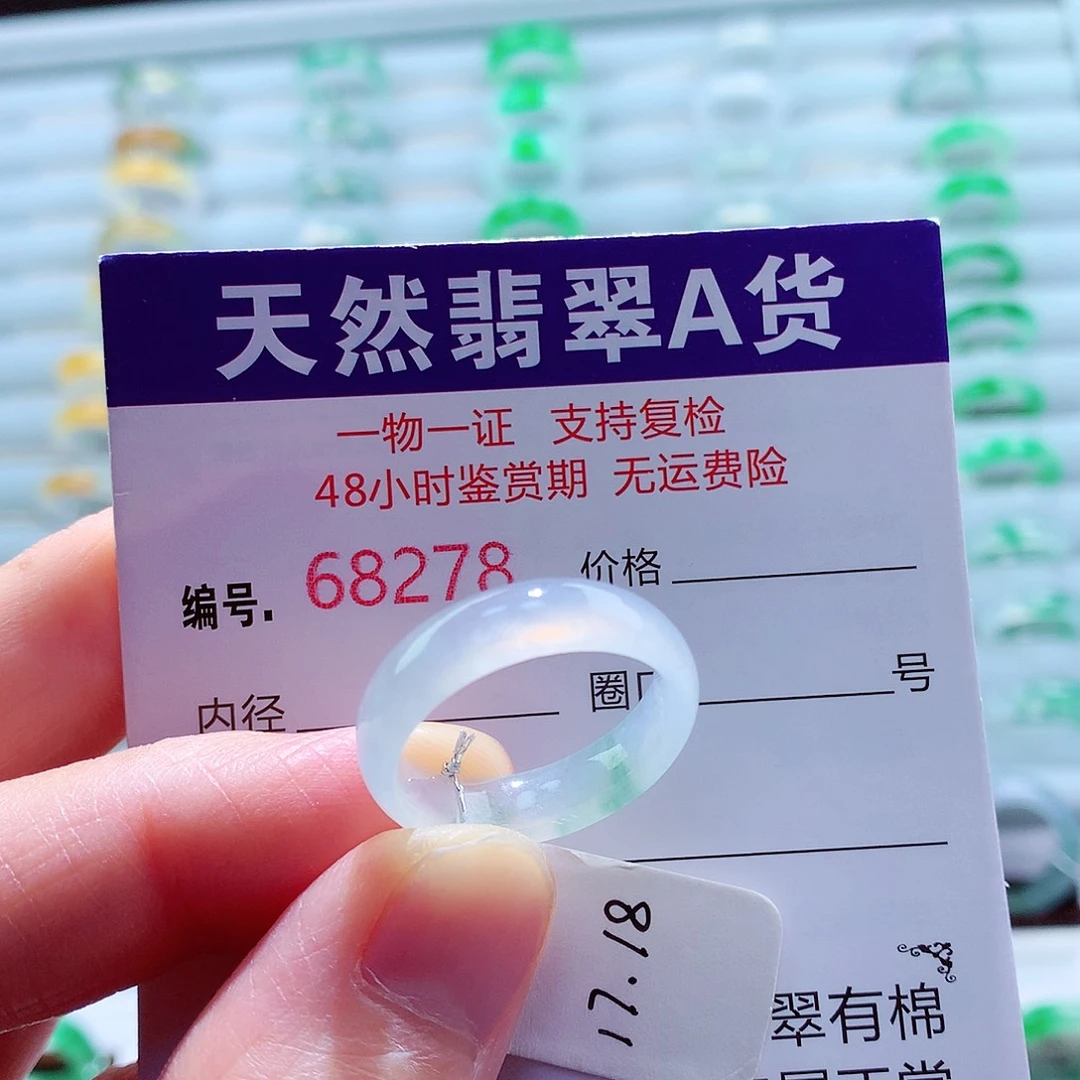 天然翡翠A货
一物一证 支持复检
48小时鉴赏期 无运费险
编号. 68278 价格
内径 圈 号
17.18
翠有棉